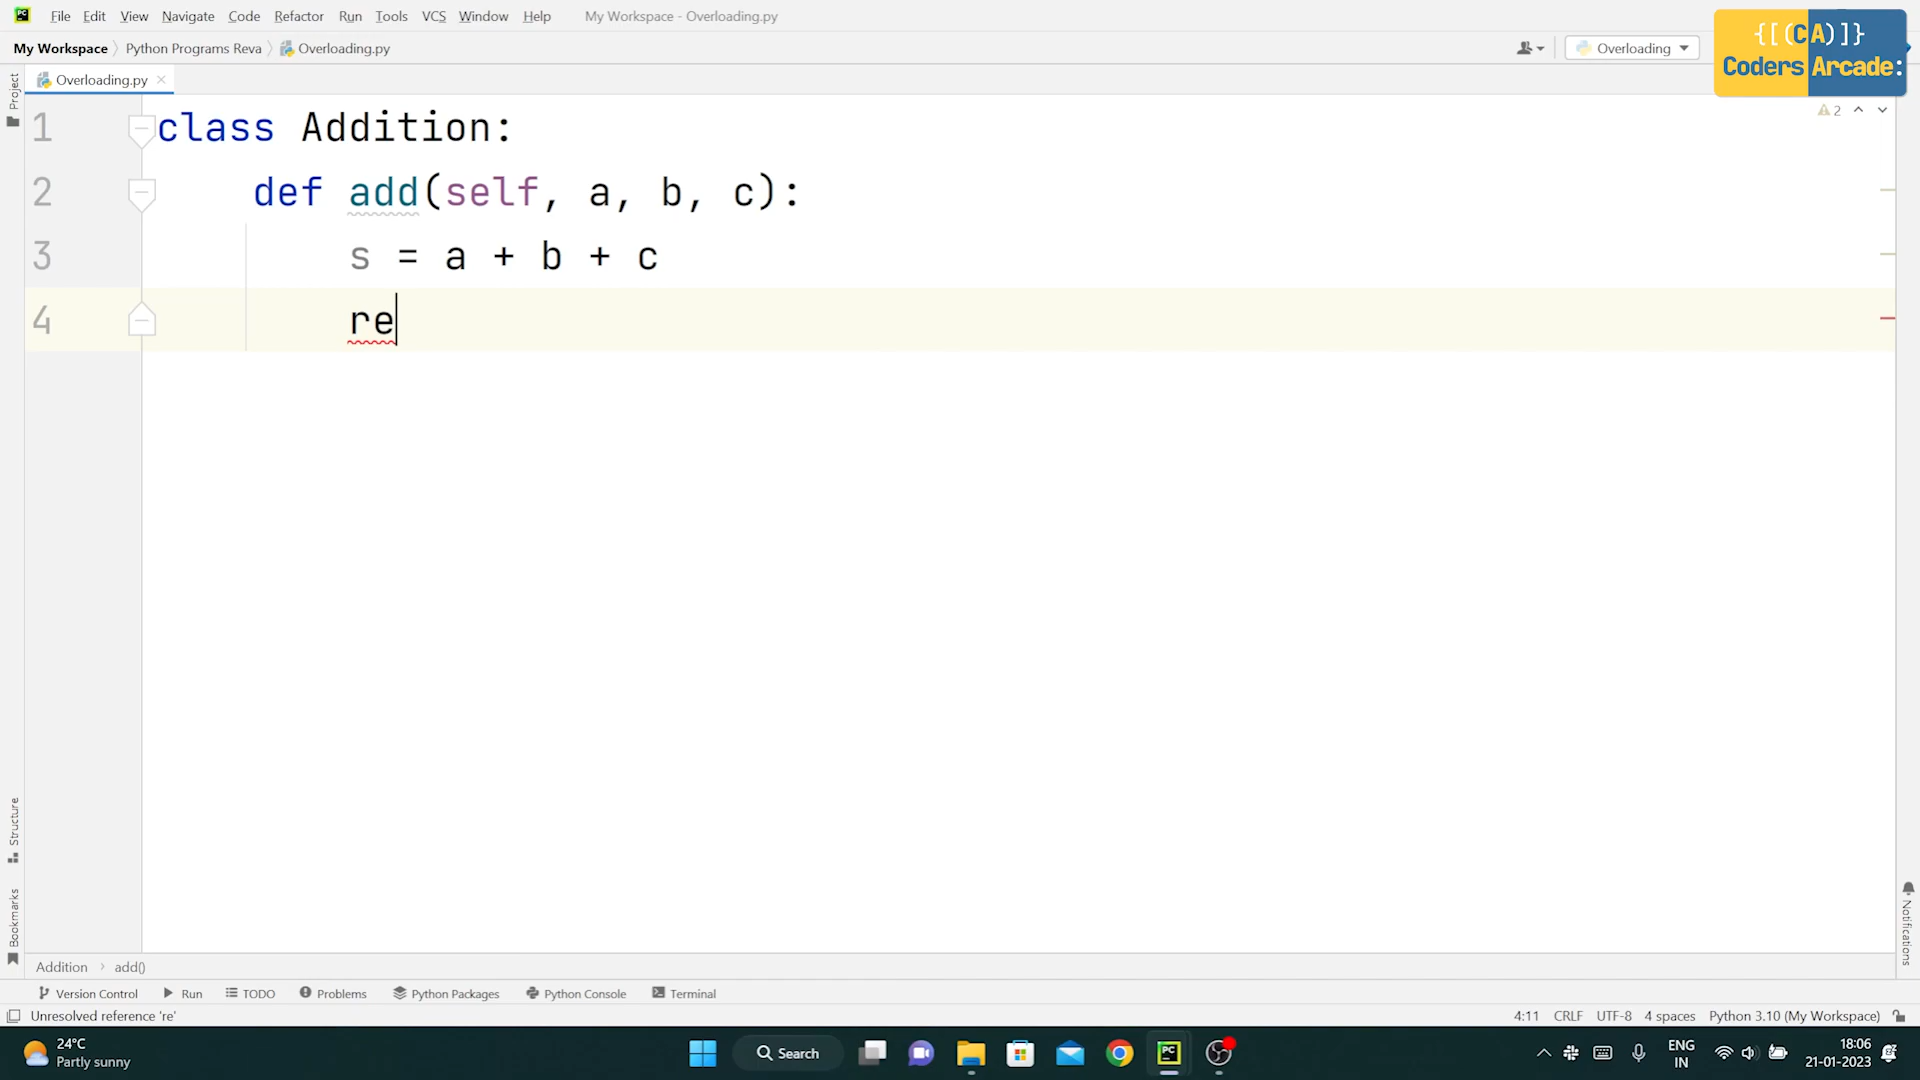 File Edit View Navigate Code Refactor Run Tools VCS Window Help My Workspace - Overloading.py
{[(CA)]}
Coders Arcade:
My Workspace Python Programs Reva Overloading.py Overloading
Project
Overloading.py
2
1 class Addition:
2 def add(self, a, b, c):
3 s = a + b + c
4 re
Structure
Bookmarks
Notifications
Addition add()
Version Control Run TODO Problems Python Packages Python Console Terminal
Unresolved reference 're' 4:11 CRLF UTF-8 4 spaces Python 3.10 (My Workspace)
24°C
Partly sunny
Search
ENG
IN
18:06
21-01-2023